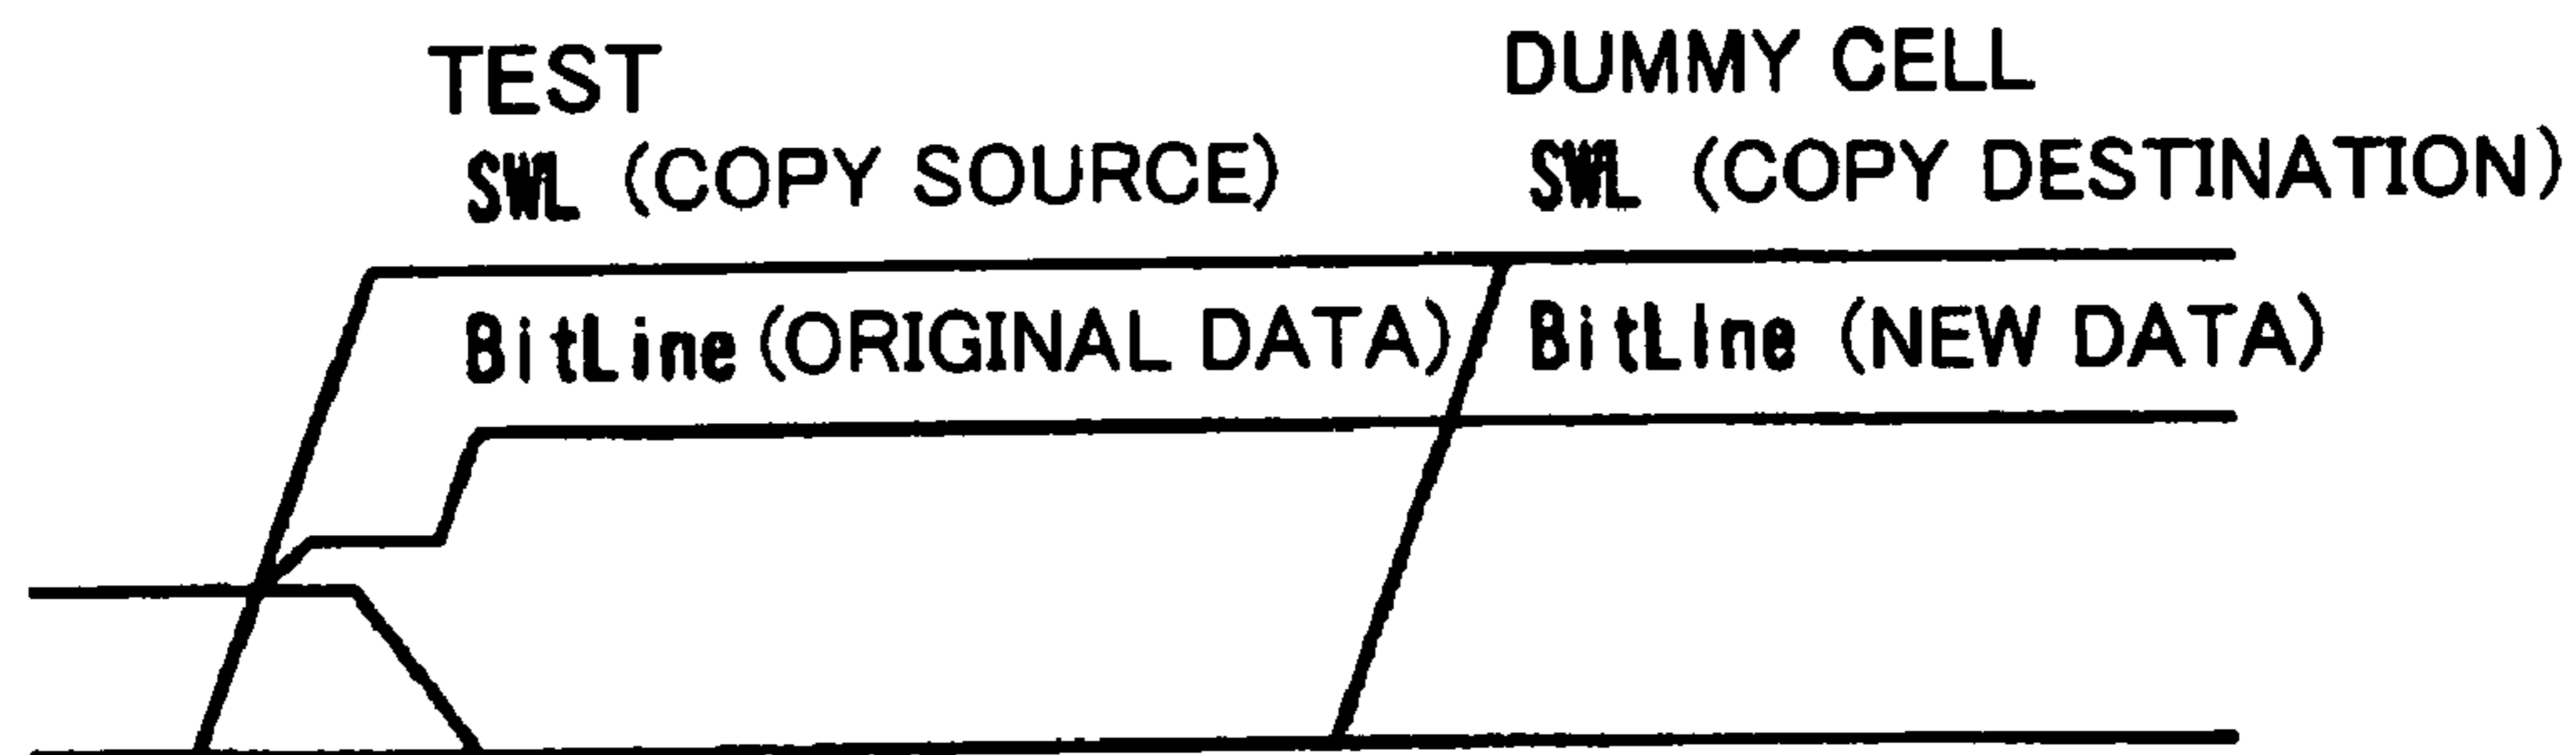 TEST
SWL (COPY SOURCE)
BitLine (ORIGINAL DATA)
DUMMY CELL
SWL (COPY DESTINATION)
BitLIne (NEW DATA)